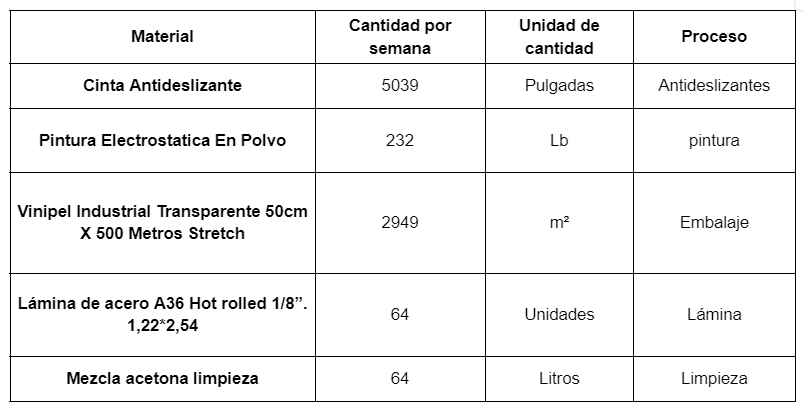 Material
Cantidad por
semana
Unidad de
cantidad
Proceso
Cinta Antideslizante
5039
Pulgadas
Antideslizantes
Pintura Electrostatica En Polvo
232
Lb
pintura
Vinipel Industrial Transparente 50cm
X 500 Metros Stretch
2949
m²
Embalaje
Lámina de acero A36 Hot rolled 1/8”.
1,22*2,54
64
Unidades
Lámina
Mezcla acetona limpieza
64
Litros
Limpieza